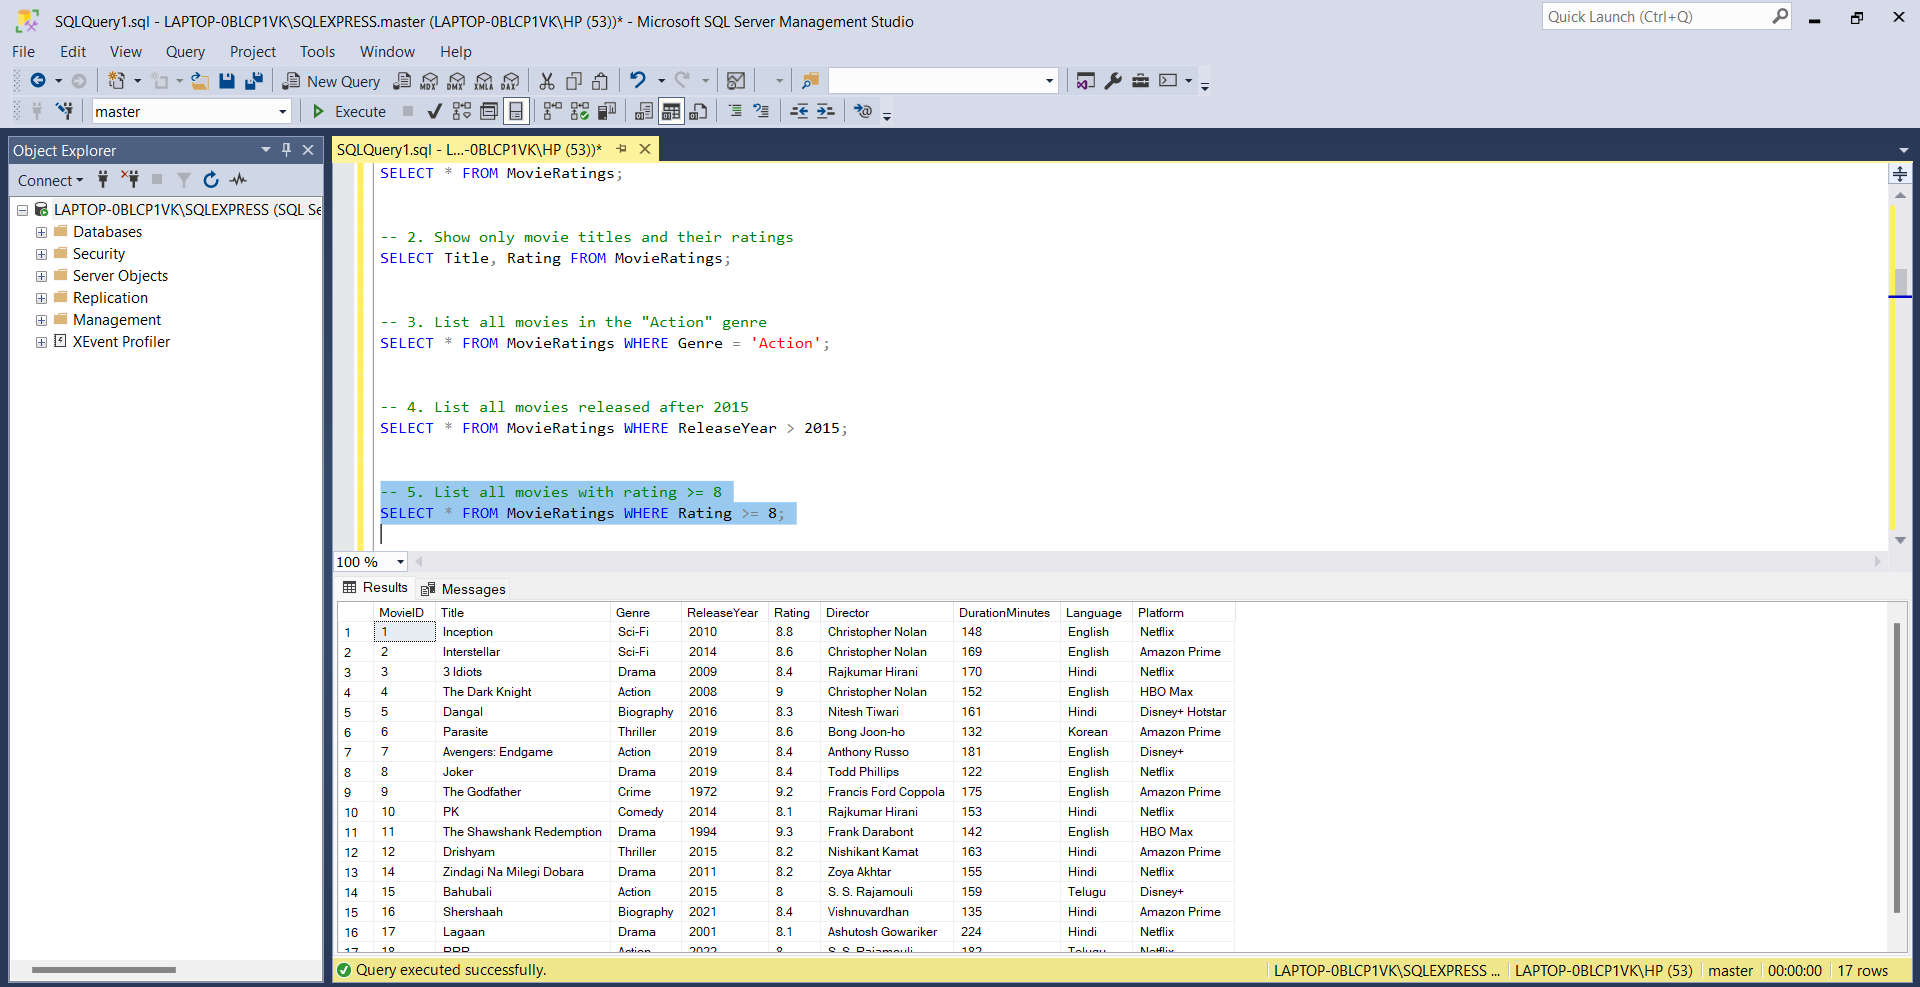 SQLQuery1.sql - LAPTOP-0BLCP1VK\SQLEXPRESS.master (LAPTOP-0BLCP1VK\HP (53))* - Microsoft SQL Server Management Studio
Quick Launch (Ctrl+Q)
File Edit View Query Project Tools Window Help
New Query MDX DMX XMLA DAX
master Execute
Object Explorer
Connect
LAPTOP-0BLCP1VK\SQLEXPRESS (SQL Se
Databases
Security
Server Objects
Replication
Management
XEvent Profiler
SQLQuery1.sql - L...-0BLCP1VK\HP (53))*
SELECT * FROM MovieRatings;
-- 2. Show only movie titles and their ratings
SELECT Title, Rating FROM MovieRatings;
-- 3. List all movies in the "Action" genre
SELECT * FROM MovieRatings WHERE Genre = 'Action';
-- 4. List all movies released after 2015
SELECT * FROM MovieRatings WHERE ReleaseYear > 2015;
-- 5. List all movies with rating >= 8
SELECT * FROM MovieRatings WHERE Rating >= 8;
100 %
Results Messages
MovieID Title Genre ReleaseYear Rating Director DurationMinutes Language Platform
1 1 Inception Sci-Fi 2010 8.8 Christopher Nolan 148 English Netflix
2 2 Interstellar Sci-Fi 2014 8.6 Christopher Nolan 169 English Amazon Prime
3 3 3 Idiots Drama 2009 8.4 Rajkumar Hirani 170 Hindi Netflix
4 4 The Dark Knight Action 2008 9 Christopher Nolan 152 English HBO Max
5 5 Dangal Biography 2016 8.3 Nitesh Tiwari 161 Hindi Disney+ Hotstar
6 6 Parasite Thriller 2019 8.6 Bong Joon-ho 132 Korean Amazon Prime
7 7 Avengers: Endgame Action 2019 8.4 Anthony Russo 181 English Disney+
8 8 Joker Drama 2019 8.4 Todd Phillips 122 English Netflix
9 9 The Godfather Crime 1972 9.2 Francis Ford Coppola 175 English Amazon Prime
10 10 PK Comedy 2014 8.1 Rajkumar Hirani 153 Hindi Netflix
11 11 The Shawshank Redemption Drama 1994 9.3 Frank Darabont 142 English HBO Max
12 12 Drishyam Thriller 2015 8.2 Nishikant Kamat 163 Hindi Amazon Prime
13 14 Zindagi Na Milegi Dobara Drama 2011 8.2 Zoya Akhtar 155 Hindi Netflix
14 15 Bahubali Action 2015 8 S. S. Rajamouli 159 Telugu Disney+
15 16 Shershaah Biography 2021 8.4 Vishnuvardhan 135 Hindi Amazon Prime
16 17 Lagaan Drama 2001 8.1 Ashutosh Gowariker 224 Hindi Netflix
17 18 RRR Action 2022 8 S. S. Rajamouli 182 Telugu Netflix
Query executed successfully. LAPTOP-0BLCP1VK\SQLEXPRESS ... LAPTOP-0BLCP1VK\HP (53) master 00:00:00 17 rows